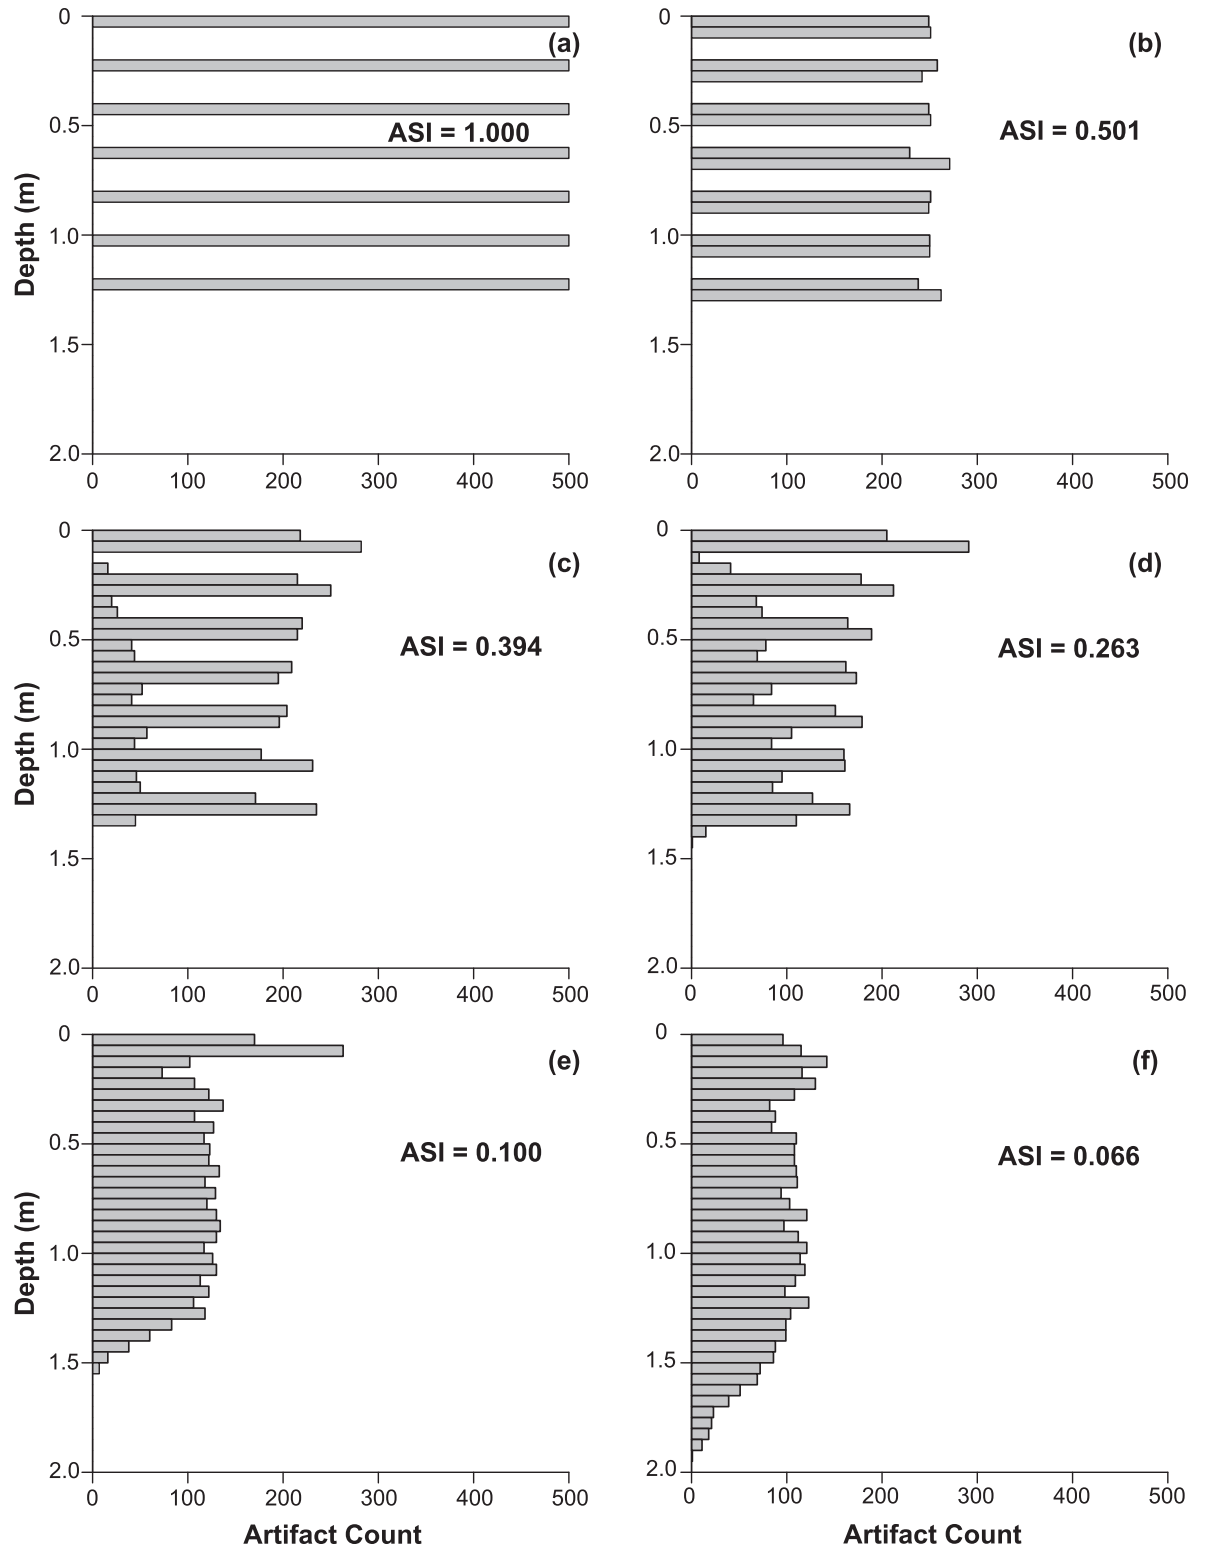 0
(a)
ASI = 1.000
0.5
1.0
1.5
2.0
Depth (m)
0 100 200 300 400 500
0
(b)
ASI = 0.501
0.5
1.0
1.5
2.0
0 100 200 300 400 500
0
(c)
ASI = 0.394
0.5
1.0
1.5
2.0
Depth (m)
0 100 200 300 400 500
0
(d)
ASI = 0.263
0.5
1.0
1.5
2.0
0 100 200 300 400 500
0
(e)
ASI = 0.100
0.5
1.0
1.5
2.0
Depth (m)
0 100 200 300 400 500
Artifact Count
0
(f)
ASI = 0.066
0.5
1.0
1.5
2.0
0 100 200 300 400 500
Artifact Count